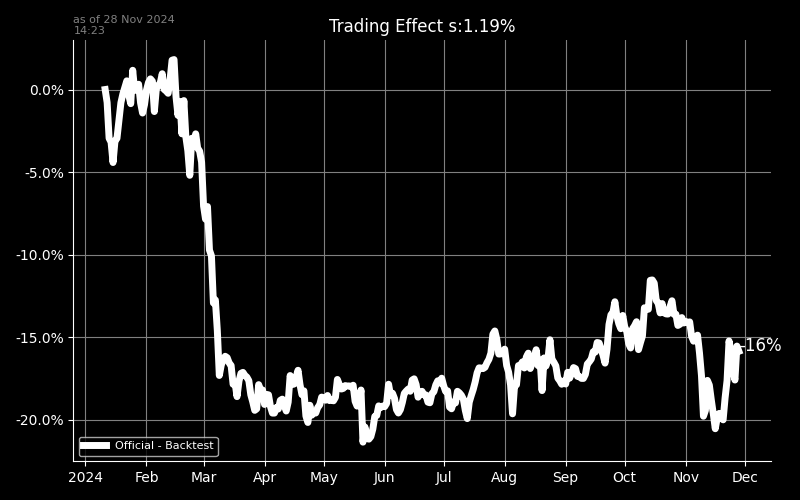 as of 28 Nov 2024
14:23
Trading Effect s:1.19%
0.0%
-5.0%
-10.0%
-15.0%
-16%
-20.0%
Official - Backtest
2024 Feb Mar Apr May Jun Jul Aug Sep Oct Nov Dec